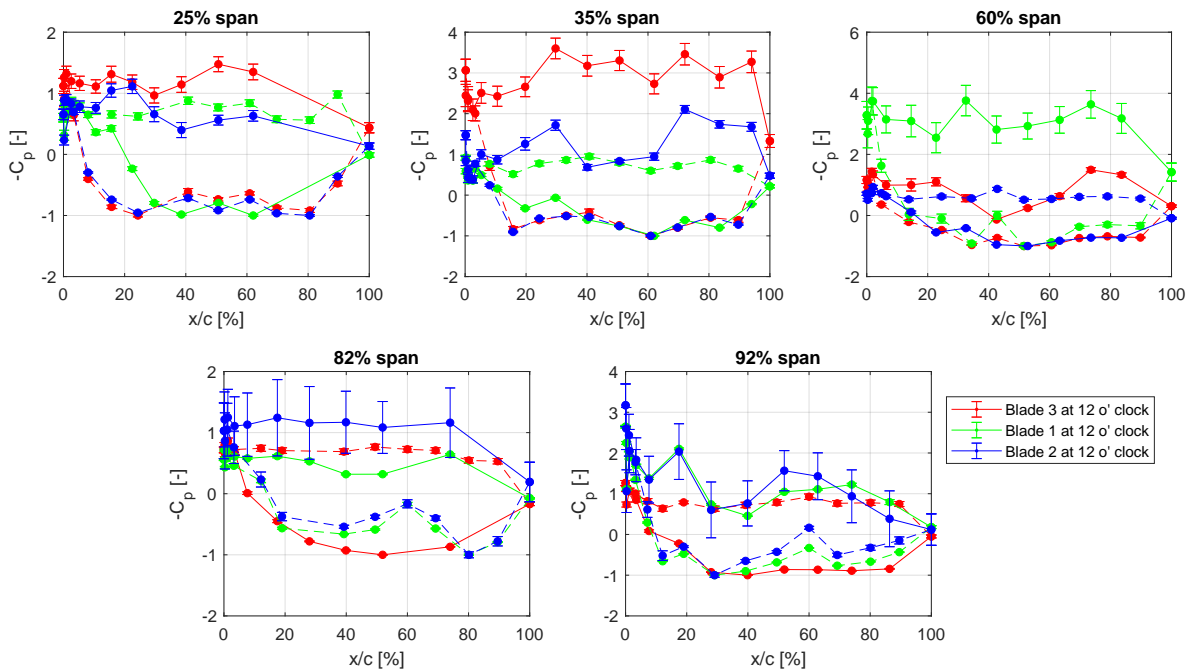 25% span
35% span
60% span
2
1
0
-1
-2
4
3
2
1
0
-1
-2
6
4
2
0
-2
-C_p [-]
-C_p [-]
-C_p [-]
0 20 40 60 80 100
0 20 40 60 80 100
0 20 40 60 80 100
x/c [%]
x/c [%]
x/c [%]
82% span
92% span
2
1
0
-1
-2
4
3
2
1
0
-1
-2
-C_p [-]
-C_p [-]
0 20 40 60 80 100
0 20 40 60 80 100
x/c [%]
x/c [%]
Blade 3 at 12 o' clock
Blade 1 at 12 o' clock
Blade 2 at 12 o' clock